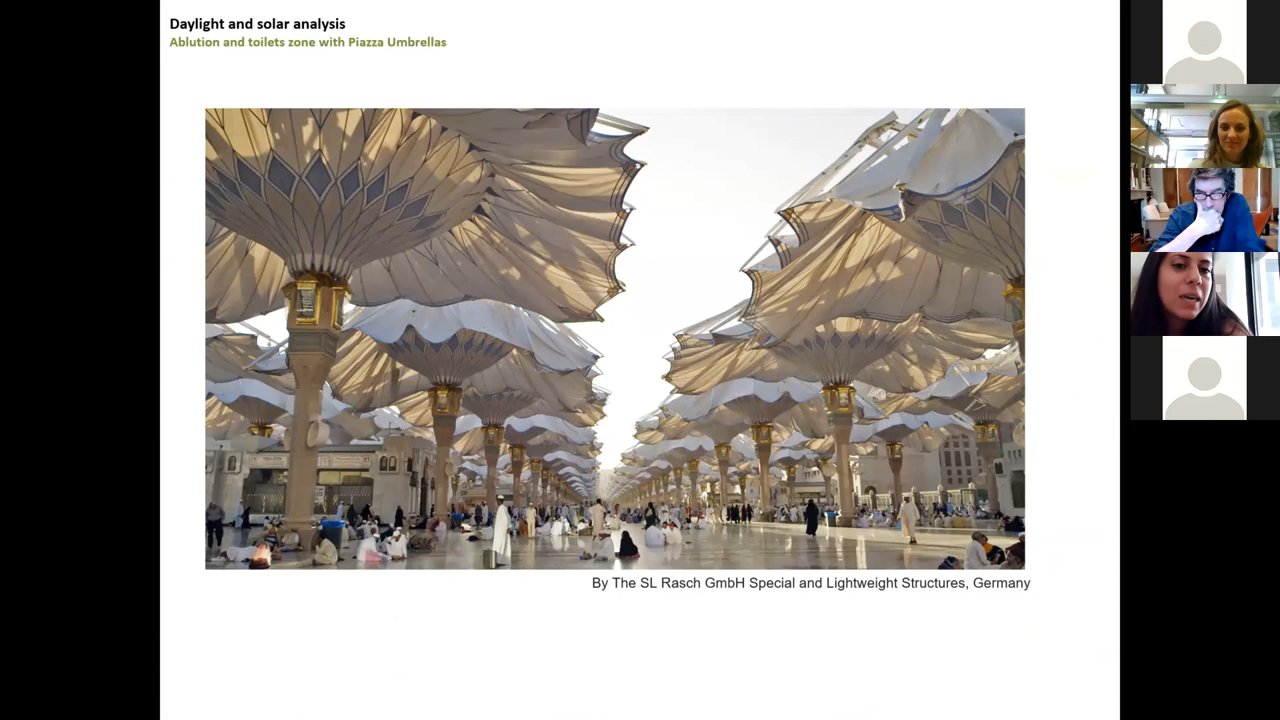 Daylight and solar analysis
Ablution and toilets zone with Piazza Umbrellas
By The SL Rasch GmbH Special and Lightweight Structures, Germany